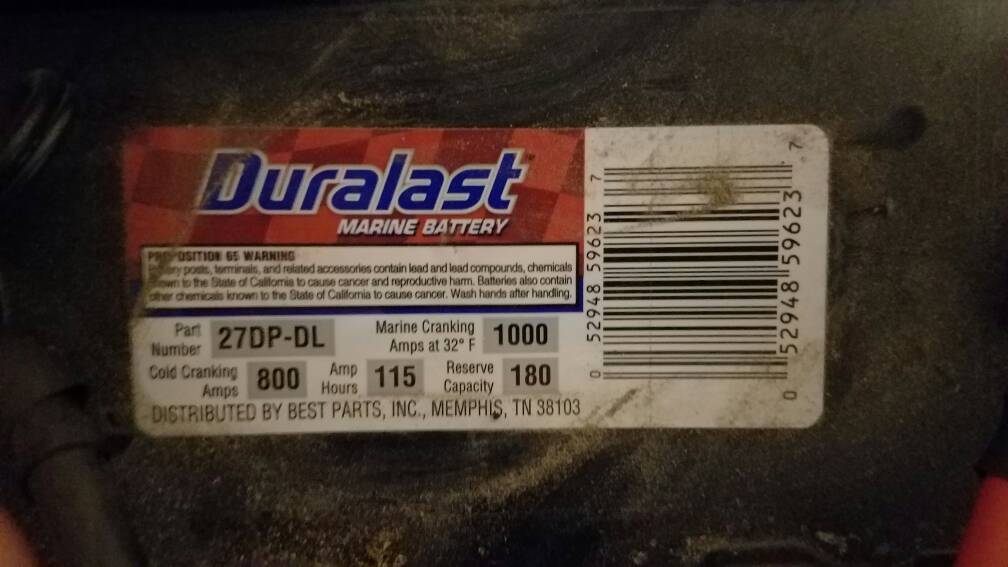 Duralast
MARINE BATTERY
PROPOSITION 65 WARNING
posts, terminals, and related accessories contain lead and lead compounds, chemicals
known to the State of California to cause cancer and reproductive harm. Batteries also contain
other chemicals known to the State of California to cause cancer. Wash hands after handling.
Part Number 27DP-DL
Marine Cranking Amps at 32° F 1000
Cold Cranking Amps 800
Amp Hours 115
Reserve Capacity 180
DISTRIBUTED BY BEST PARTS, INC., MEMPHIS, TN 38103
0 52948 59623 7
0 52948 59623 7